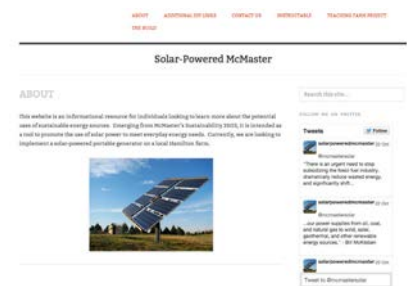 ABOUT ADDITIONAL DIY LINKS CONTACT US INSTRUCTABLE TEACHING FARM PROJECT
THE BUILD
Solar-Powered McMaster
ABOUT
This website is an informational resource for individuals looking to learn more about the potential
uses of sustainable energy sources. Emerging from McMaster's Sustainability 3S03, it is intended as
a tool to promote the use of solar power to meet everyday energy needs. Currently, we are looking to
implement a solar-powered portable generator on a local Hamilton farm.
Search this site...
FOLLOW ME ON TWITTER
Tweets
Follow
solarpoweredmcmaster
@mcmastersolar
"There is an urgent need to stop
subsidizing the fossil fuel industry,
dramatically reduce wasted energy,
and significantly shift...
solarpoweredmcmaster
@mcmastersolar
...our power supplies from oil, coal,
and natural gas to wind, solar,
geothermal, and other renewable
energy sources." - Bill McKibben
solarpoweredmcmaster
Tweet to @mcmastersolar